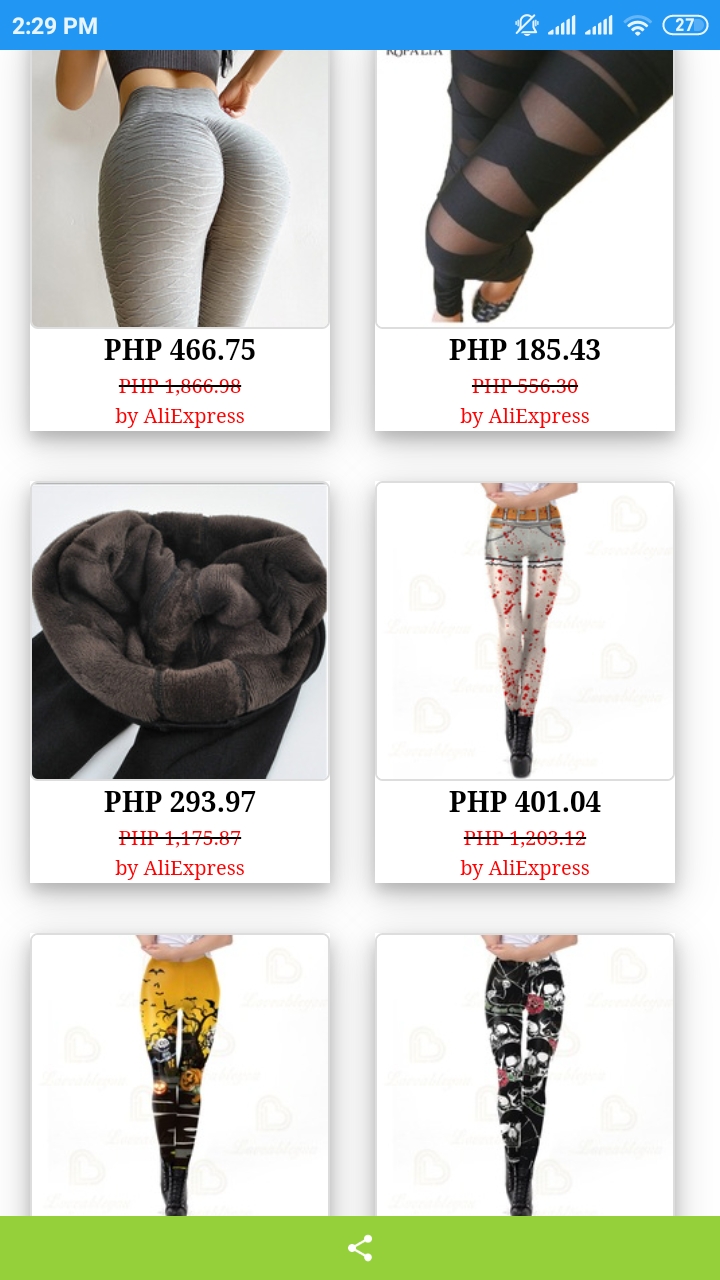 2:29 PM
27
PHP 466.75
PHP 1,866.98
by AliExpress
PHP 185.43
PHP 556.30
by AliExpress
PHP 293.97
PHP 1,175.87
by AliExpress
PHP 401.04
PHP 1,203.12
by AliExpress